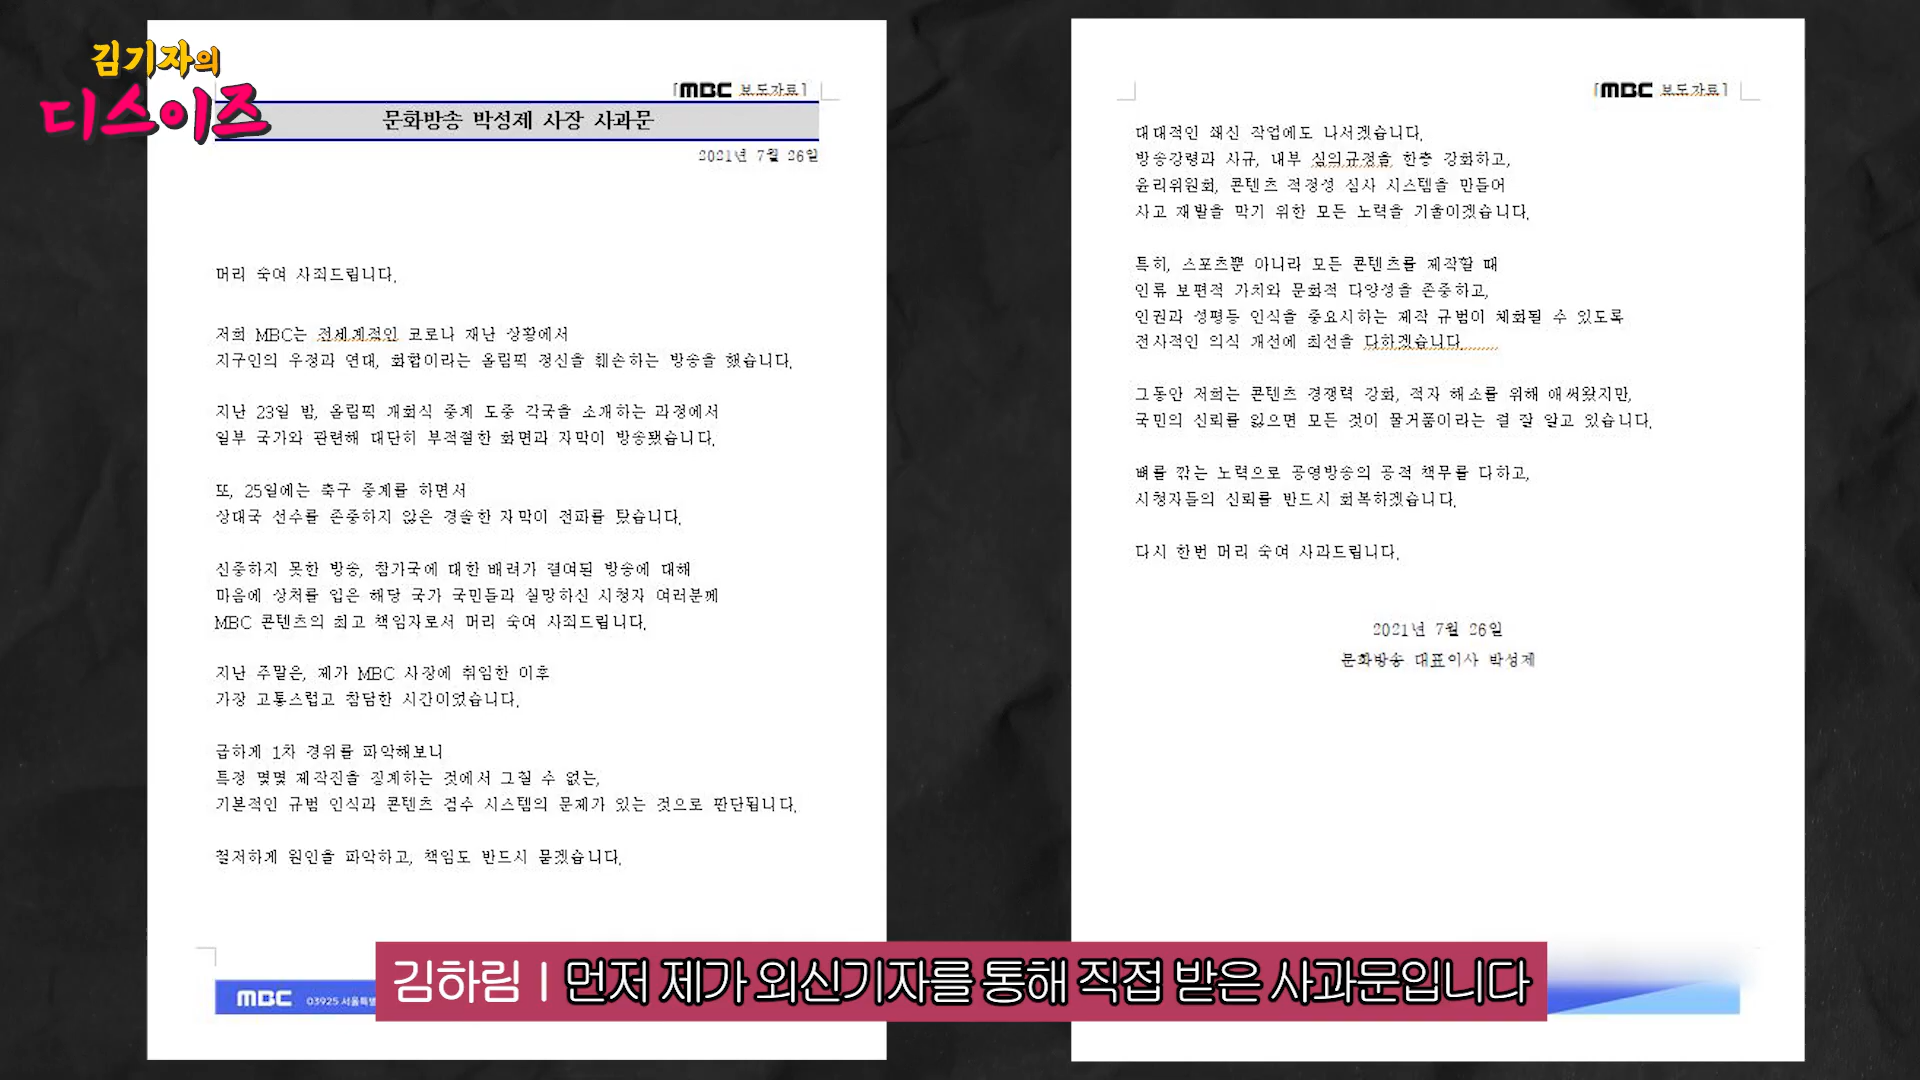 김기자의
디스이즈
[MBC 보도자료]
문화방송 박성제 사장 사과문
2021년 7월 26일
머리 숙여 사죄드립니다.
저희 MBC는 전세계적인 코로나 재난 상황에서
지구인의 우정과 연대, 화합이라는 올림픽 정신을 훼손하는 방송을 했습니다.
지난 23일 밤, 올림픽 개회식 중계 도중 각국을 소개하는 과정에서
일부 국가와 관련해 대단히 부적절한 화면과 자막이 방송됐습니다.
또, 25일에는 축구 중계를 하면서
상대국 선수를 존중하지 않은 경솔한 자막이 전파를 탔습니다.
신중하지 못한 방송, 참가국에 대한 배려가 결여된 방송에 대해
마음에 상처를 입은 해당 국가 국민들과 실망하신 시청자 여러분께
MBC 콘텐츠의 최고 책임자로서 머리 숙여 사죄드립니다.
지난 주말은, 제가 MBC 사장에 취임한 이후
가장 고통스럽고 참담한 시간이었습니다.
급하게 1차 경위를 파악해보니
특정 몇몇 제작진을 징계하는 것에서 그칠 수 없는,
기본적인 규범 인식과 콘텐츠 검수 시스템의 문제가 있는 것으로 판단됩니다.
철저하게 원인을 파악하고, 책임도 반드시 묻겠습니다.
MBC 03925 서울특별
[MBC 보도자료]
대대적인 쇄신 작업에도 나서겠습니다.
방송강령과 사규, 내부 심의규정을 한층 강화하고,
윤리위원회, 콘텐츠 적정성 심사 시스템을 만들어
사고 재발을 막기 위한 모든 노력을 기울이겠습니다.
특히, 스포츠뿐 아니라 모든 콘텐츠를 제작할 때
인류 보편적 가치와 문화적 다양성을 존중하고,
인권과 성평등 인식을 중요시하는 제작 규범이 체화될 수 있도록
전사적인 의식 개선에 최선을 다하겠습니다.
그동안 저희는 콘텐츠 경쟁력 강화, 적자 해소를 위해 애써왔지만,
국민의 신뢰를 잃으면 모든 것이 물거품이라는 걸 잘 알고 있습니다.
뼈를 깎는 노력으로 공영방송의 공적 책무를 다하고,
시청자들의 신뢰를 반드시 회복하겠습니다.
다시 한번 머리 숙여 사과드립니다.
2021년 7월 26일
문화방송 대표이사 박성제
김하림 | 먼저 제가 외신기자를 통해 직접 받은 사과문입니다